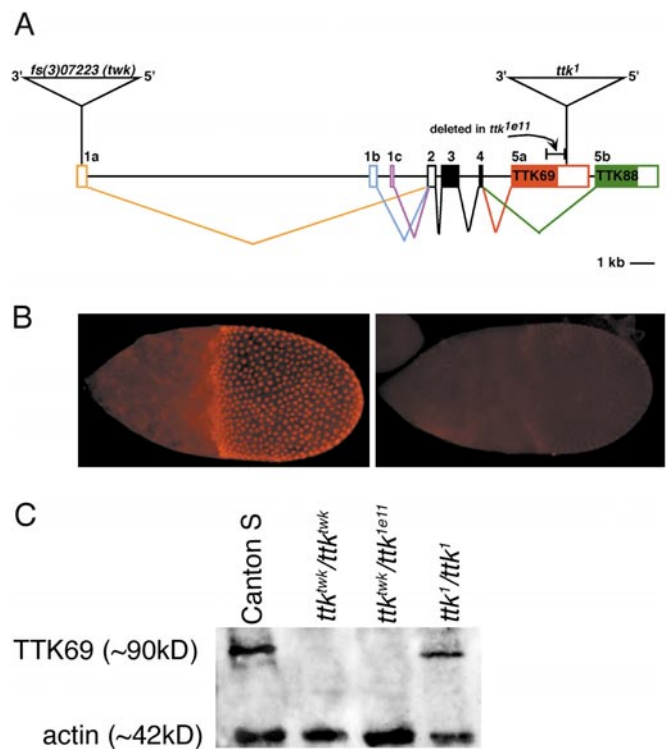 A
3' fs(3)07223 (twk) 5'
3' ttk1 5'
deleted in ttk1e11
1a 1b 1c 2 3 4 5a 5b
TTK69 TTK88
1 kb
B
C
Canton S
ttktwk/ttktwk
ttktwk/ttk1e11
ttk1/ttk1
TTK69 (~90kD)
actin (~42kD)